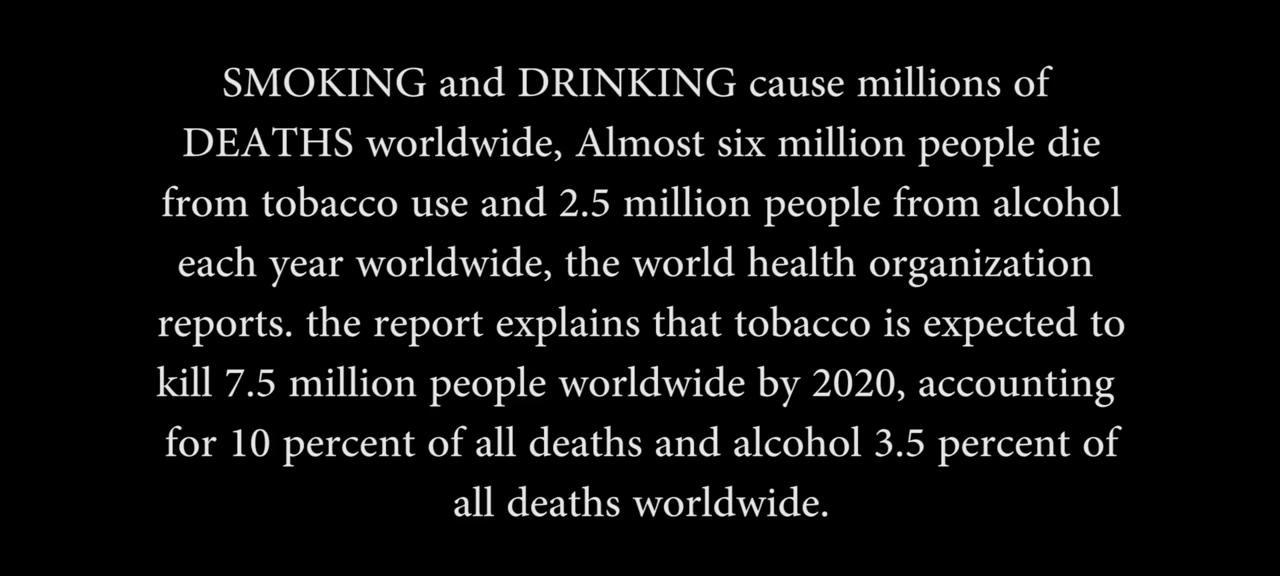 SMOKING and DRINKING cause millions of
DEATHS worldwide, Almost six million people die
from tobacco use and 2.5 million people from alcohol
each year worldwide, the world health organization
reports. the report explains that tobacco is expected to
kill 7.5 million people worldwide by 2020, accounting
for 10 percent of all deaths and alcohol 3.5 percent of
all deaths worldwide.